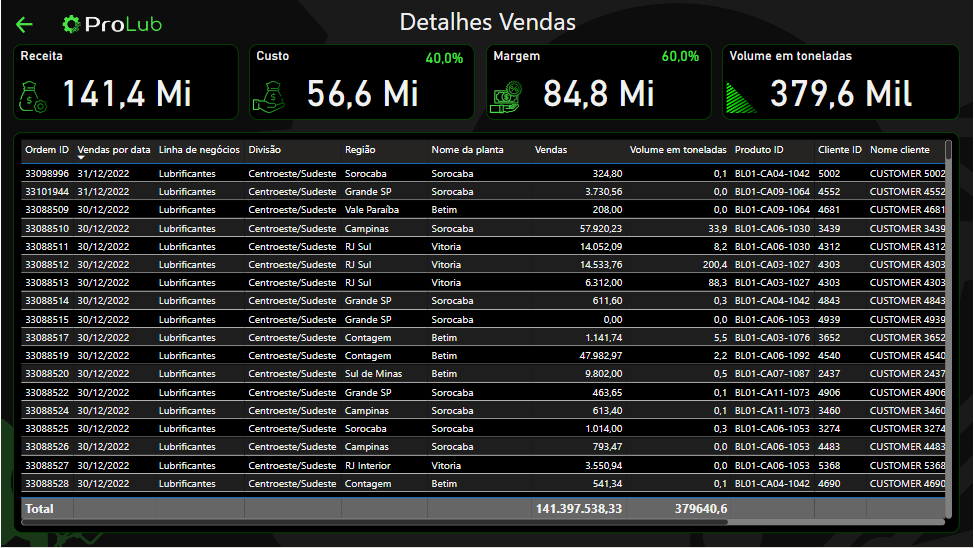 ProLub
Detalhes Vendas
Receita
141,4 Mi
Custo
40,0%
56,6 Mi
Margem
60,0%
84,8 Mi
Volume em toneladas
379,6 Mil
Ordem ID Vendas por data Linha de negócios Divisão Região Nome da planta Vendas Volume em toneladas Produto ID Cliente ID Nome cliente
33098996 31/12/2022 Lubrificantes Centroeste/Sudeste Sorocaba Sorocaba 324,80 0,1 BL01-CA04-1042 5002 CUSTOMER 5002
33101944 31/12/2022 Lubrificantes Centroeste/Sudeste Grande SP Sorocaba 3.730,56 0,0 BL01-CA09-1064 4552 CUSTOMER 4552
33088509 30/12/2022 Lubrificantes Centroeste/Sudeste Vale Paraíba Betim 208,00 0,0 BL01-CA09-1064 4681 CUSTOMER 4681
33088510 30/12/2022 Lubrificantes Centroeste/Sudeste Campinas Sorocaba 57.920,23 33,9 BL01-CA06-1030 3439 CUSTOMER 3439
33088511 30/12/2022 Lubrificantes Centroeste/Sudeste RJ Sul Vitoria 14.052,09 8,2 BL01-CA06-1030 4312 CUSTOMER 4312
33088512 30/12/2022 Lubrificantes Centroeste/Sudeste RJ Sul Vitoria 14.533,76 200,4 BL01-CA03-1027 4303 CUSTOMER 4303
33088513 30/12/2022 Lubrificantes Centroeste/Sudeste RJ Sul Vitoria 6.312,00 88,3 BL01-CA03-1027 4303 CUSTOMER 4303
33088514 30/12/2022 Lubrificantes Centroeste/Sudeste Grande SP Sorocaba 611,60 0,3 BL01-CA04-1042 4843 CUSTOMER 4843
33088515 30/12/2022 Lubrificantes Centroeste/Sudeste Grande SP Sorocaba 0,00 0,0 BL01-CA06-1053 4939 CUSTOMER 4939
33088517 30/12/2022 Lubrificantes Centroeste/Sudeste Contagem Betim 1.141,74 5,5 BL01-CA03-1076 3652 CUSTOMER 3652
33088519 30/12/2022 Lubrificantes Centroeste/Sudeste Contagem Betim 47.982,97 2,2 BL01-CA06-1092 4540 CUSTOMER 4540
33088520 30/12/2022 Lubrificantes Centroeste/Sudeste Sul de Minas Betim 9.802,00 0,5 BL01-CA07-1087 2437 CUSTOMER 2437
33088522 30/12/2022 Lubrificantes Centroeste/Sudeste Grande SP Sorocaba 463,65 0,1 BL01-CA11-1073 4906 CUSTOMER 4906
33088524 30/12/2022 Lubrificantes Centroeste/Sudeste Campinas Sorocaba 613,40 0,1 BL01-CA11-1073 3460 CUSTOMER 3460
33088525 30/12/2022 Lubrificantes Centroeste/Sudeste Sorocaba Sorocaba 1.014,00 0,3 BL01-CA06-1053 3274 CUSTOMER 3274
33088526 30/12/2022 Lubrificantes Centroeste/Sudeste Campinas Sorocaba 793,47 0,0 BL01-CA06-1053 4483 CUSTOMER 4483
33088527 30/12/2022 Lubrificantes Centroeste/Sudeste RJ Interior Vitoria 3.550,94 0,0 BL01-CA06-1053 5368 CUSTOMER 5368
33088528 30/12/2022 Lubrificantes Centroeste/Sudeste Contagem Betim 541,34 0,1 BL01-CA04-1042 4690 CUSTOMER 4690
Total 141.397.538,33 379640,6